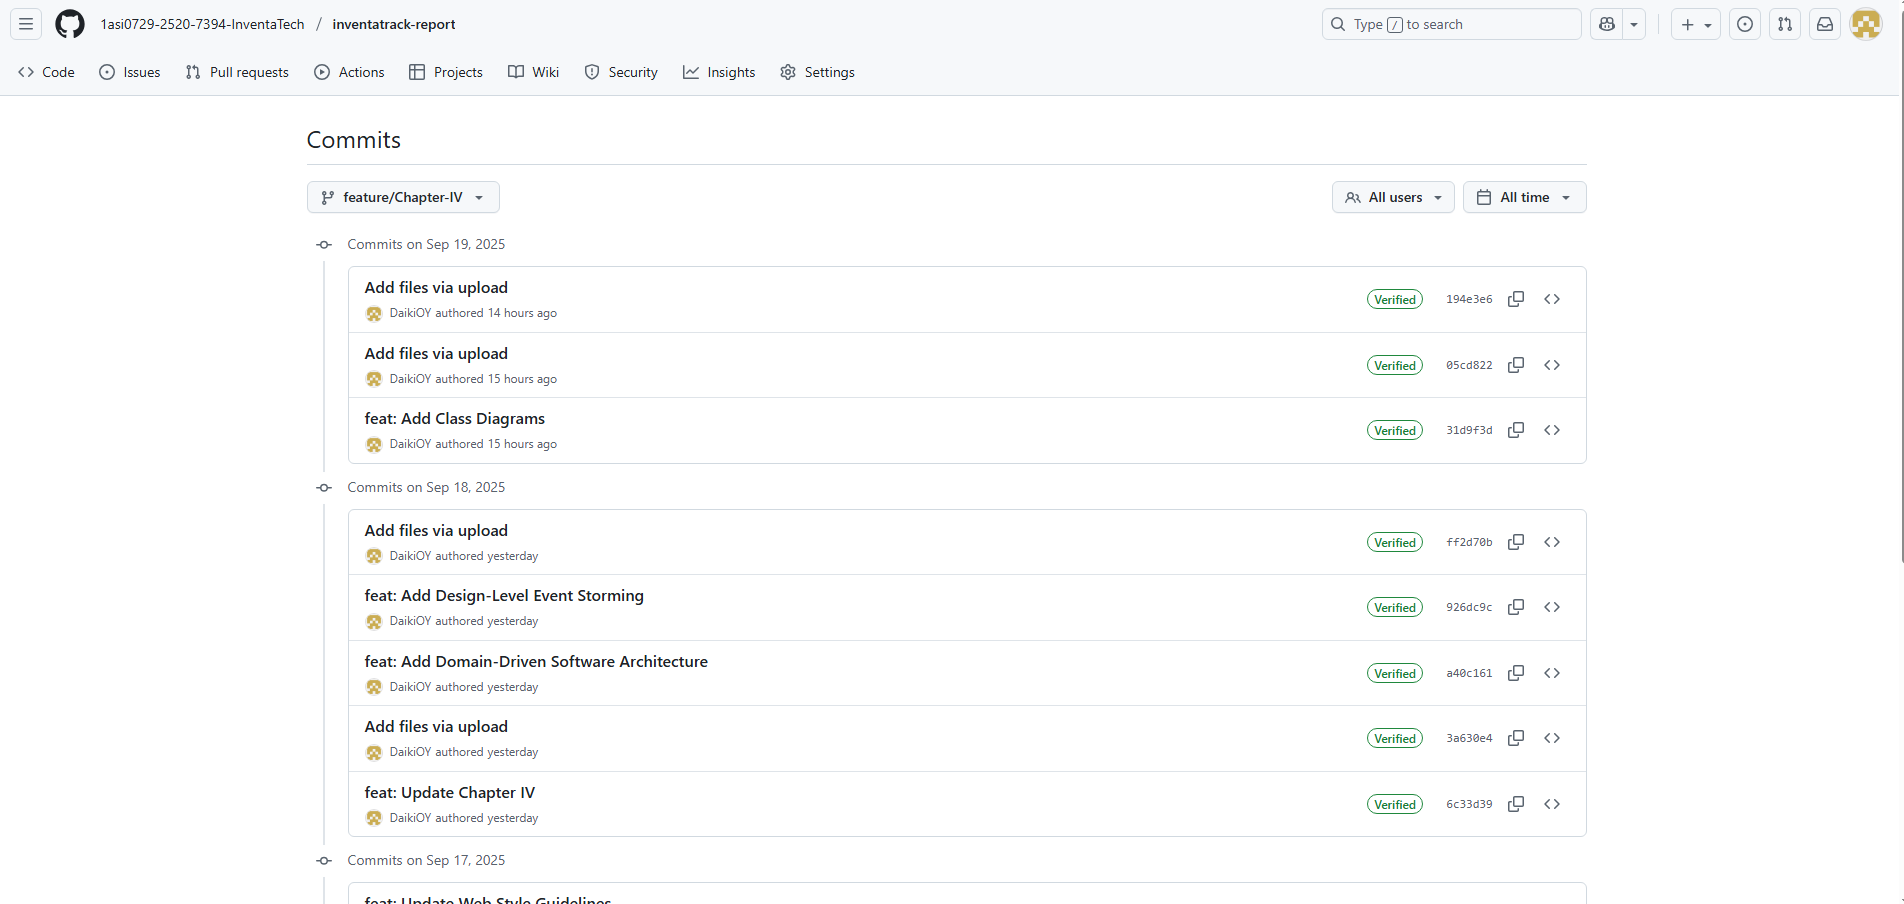 1asi0729-2520-7394-InventaTech / inventatrack-report
Type / to search
Code Issues Pull requests Actions Projects Wiki Security Insights Settings
Commits
feature/Chapter-IV
All users All time
Commits on Sep 19, 2025
Add files via upload
DaikiOY authored 14 hours ago
Verified 194e3e6
Add files via upload
DaikiOY authored 15 hours ago
Verified 05cd822
feat: Add Class Diagrams
DaikiOY authored 15 hours ago
Verified 31d9f3d
Commits on Sep 18, 2025
Add files via upload
DaikiOY authored yesterday
Verified ff2d70b
feat: Add Design-Level Event Storming
DaikiOY authored yesterday
Verified 926dc9c
feat: Add Domain-Driven Software Architecture
DaikiOY authored yesterday
Verified a40c161
Add files via upload
DaikiOY authored yesterday
Verified 3a630e4
feat: Update Chapter IV
DaikiOY authored yesterday
Verified 6c33d39
Commits on Sep 17, 2025
feat: Update Web Style Guidelines